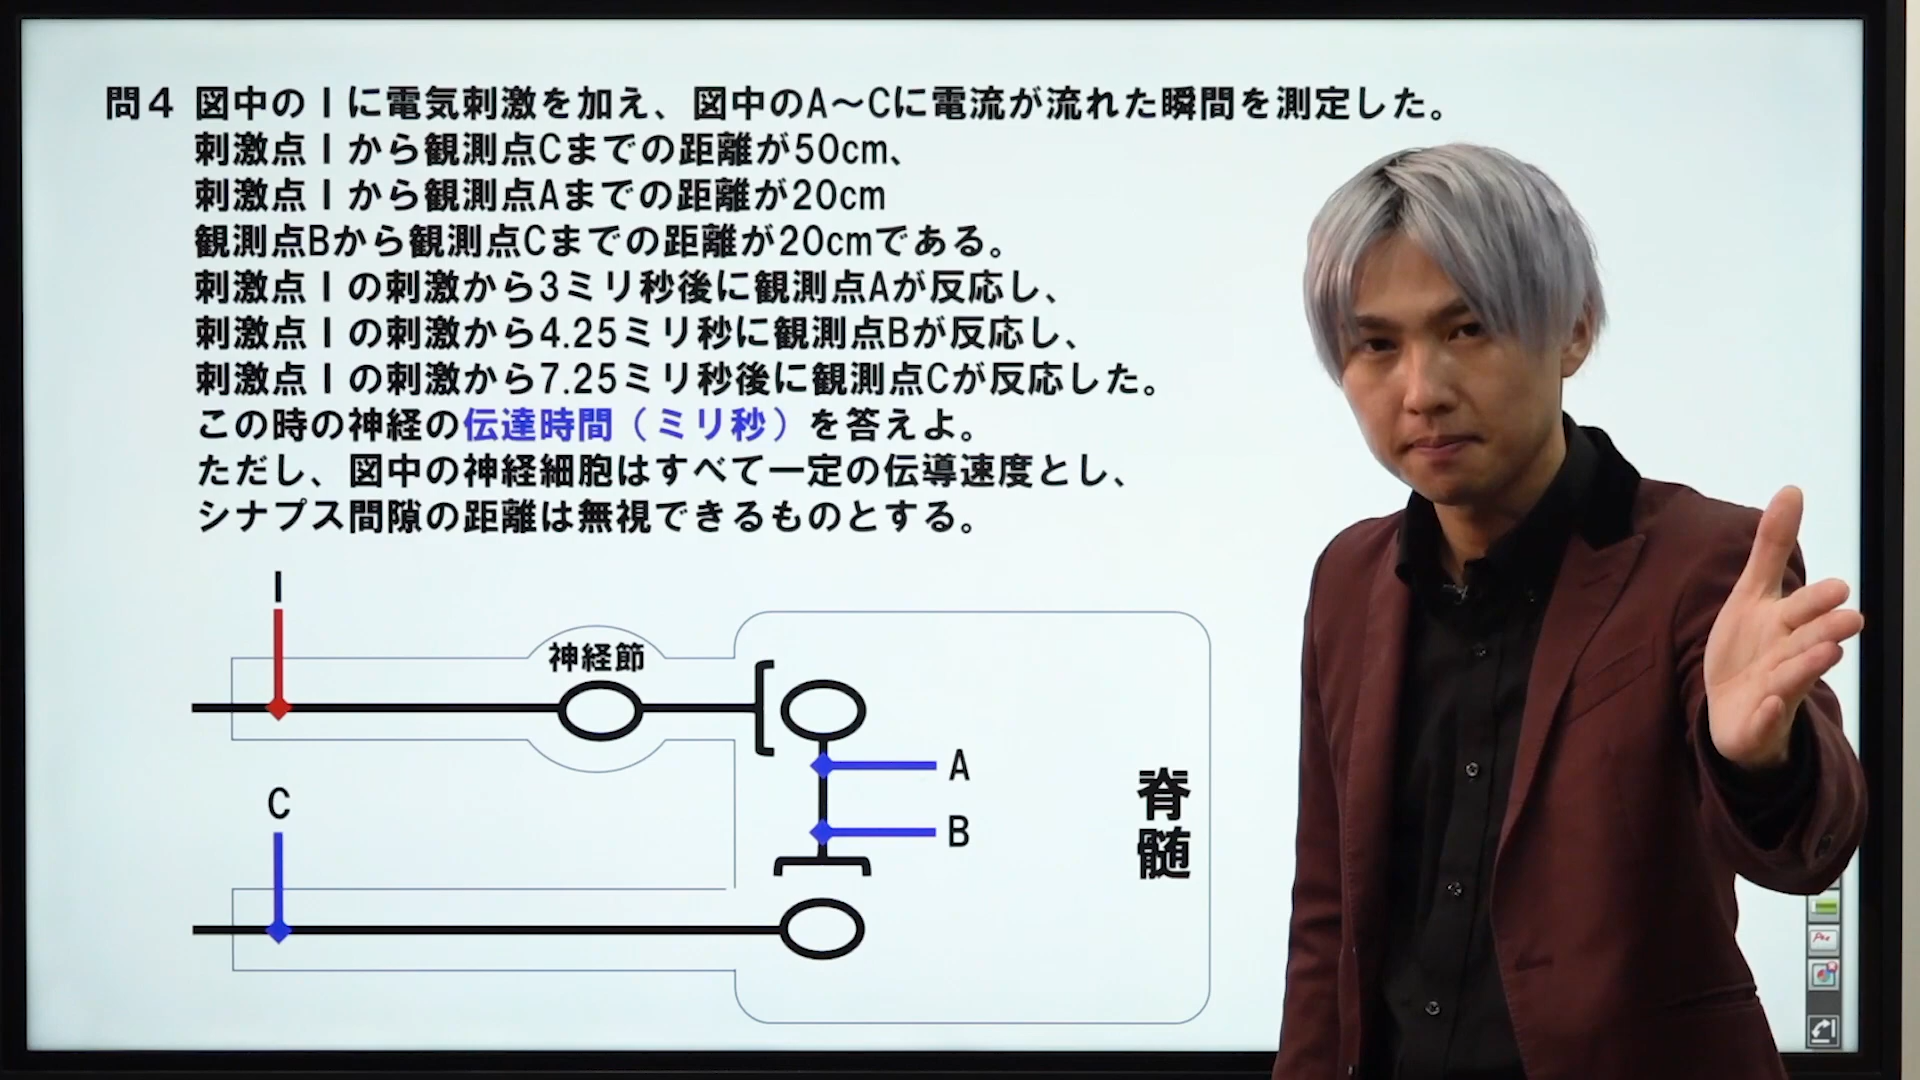 問4 図中のIに電気刺激を加え、図中のA～Cに電流が流れた瞬間を測定した。
刺激点Iから観測点Cまでの距離が50cm、
刺激点Iから観測点Aまでの距離が20cm
観測点Bから観測点Cまでの距離が20cmである。
刺激点Iの刺激から3ミリ秒後に観測点Aが反応し、
刺激点Iの刺激から4.25ミリ秒に観測点Bが反応し、
刺激点Iの刺激から7.25ミリ秒後に観測点Cが反応した。
この時の神経の伝達時間（ミリ秒）を答えよ。
ただし、図中の神経細胞はすべて一定の伝導速度とし、
シナプス間隙の距離は無視できるものとする。
I
神経節
A
C
B
脊髄